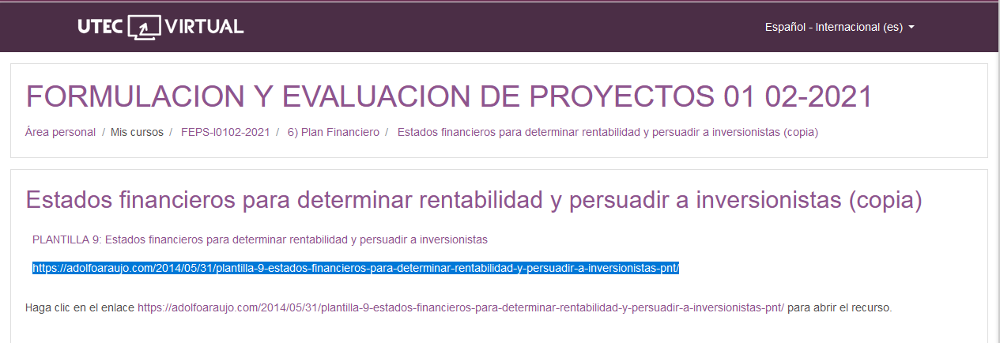 UTEC VIRTUAL
Español - Internacional (es)
FORMULACION Y EVALUACION DE PROYECTOS 01 02-2021
Área personal / Mis cursos / FEPS-I0102-2021 / 6) Plan Financiero / Estados financieros para determinar rentabilidad y persuadir a inversionistas (copia)
Estados financieros para determinar rentabilidad y persuadir a inversionistas (copia)
PLANTILLA 9: Estados financieros para determinar rentabilidad y persuadir a inversionistas
https://adolfoaraujo.com/2014/05/31/plantilla-9-estados-financieros-para-determinar-rentabilidad-y-persuadir-a-inversionistas-pnt/
Haga clic en el enlace https://adolfoaraujo.com/2014/05/31/plantilla-9-estados-financieros-para-determinar-rentabilidad-y-persuadir-a-inversionistas-pnt/ para abrir el recurso.